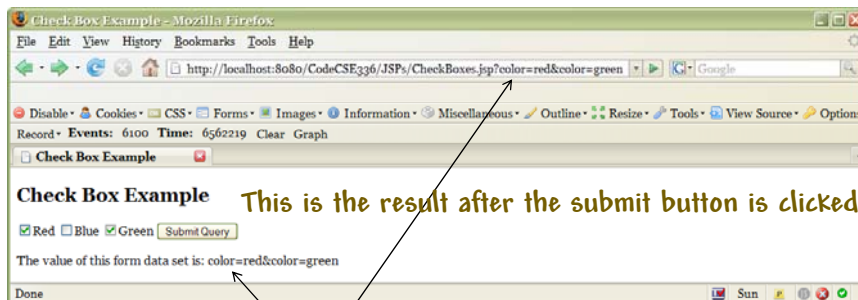 Check Box Example - Mozilla Firefox
File Edit View History Bookmarks Tools Help
http://localhost:8080/CodeCSE336/JSPs/CheckBoxes.jsp?color=red&color=green G Google
Disable Cookies CSS Forms Images Information Miscellaneous Outline Resize Tools View Source Options
Record Events: 6100 Time: 6562219 Clear Graph
Check Box Example
Check Box Example
This is the result after the submit button is clicked
Red Blue Green Submit Query
The value of this form data set is: color=red&color=green
Done Sun